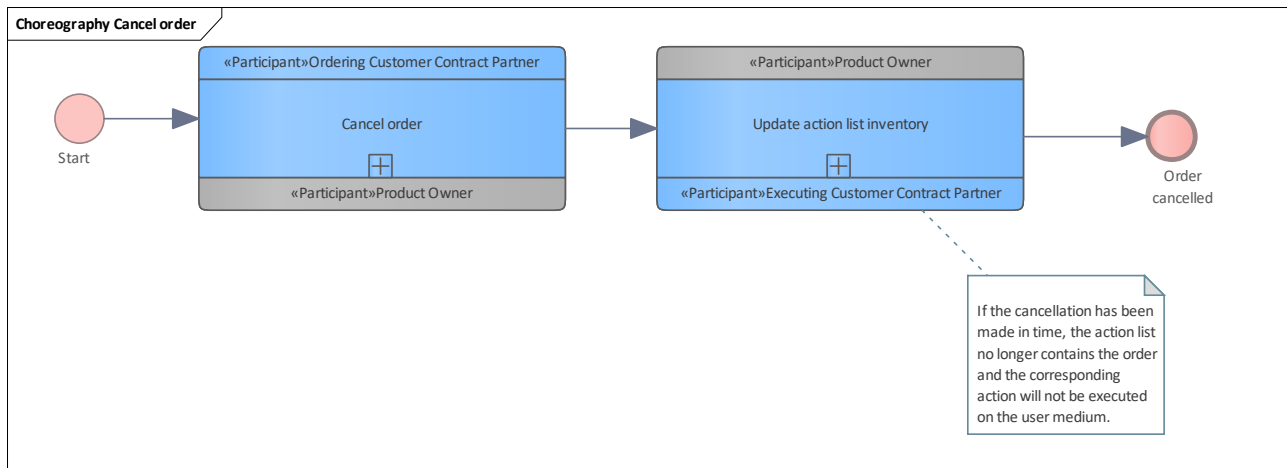 Choreography Cancel order
«Participant»Ordering Customer Contract Partner
Cancel order
«Participant»Product Owner
«Participant»Product Owner
Update action list inventory
«Participant»Executing Customer Contract Partner
Start
Order
cancelled
If the cancellation has been
made in time, the action list
no longer contains the order
and the corresponding
action will not be executed
on the user medium.